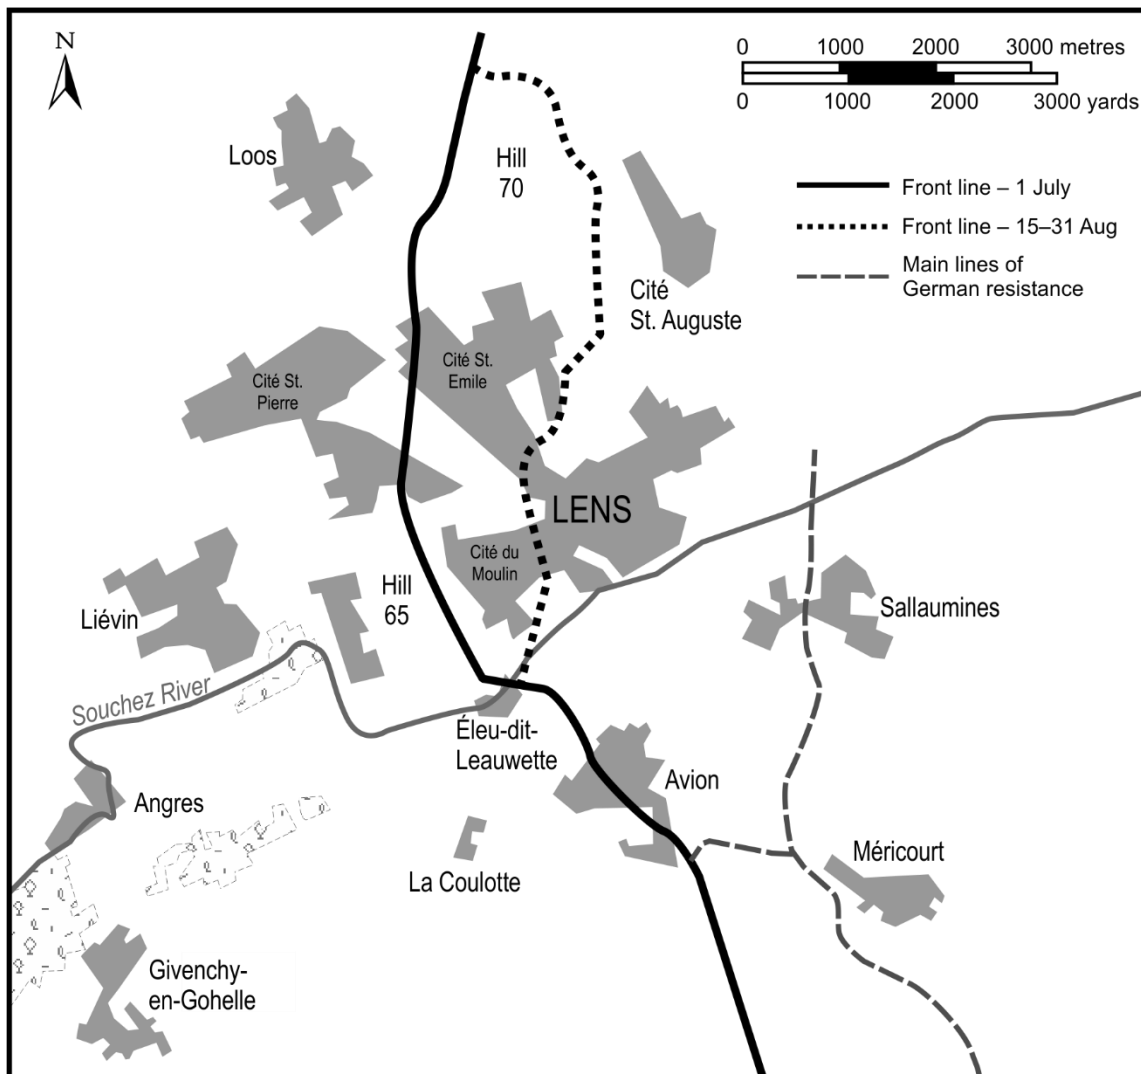 N
0 1000 2000 3000 metres
0 1000 2000 3000 yards
Loos
Hill
70
Front line – 1 July
Front line – 15–31 Aug
Main lines of
German resistance
Cité
St. Auguste
Cité St.
Emile
Cité St.
Pierre
LENS
Cité du
Moulin
Hill
65
Liévin
Sallaumines
Souchez River
Éleu-dit-
Leauwette
Avion
Angres
La Coulotte
Méricourt
Givenchy-
en-Gohelle